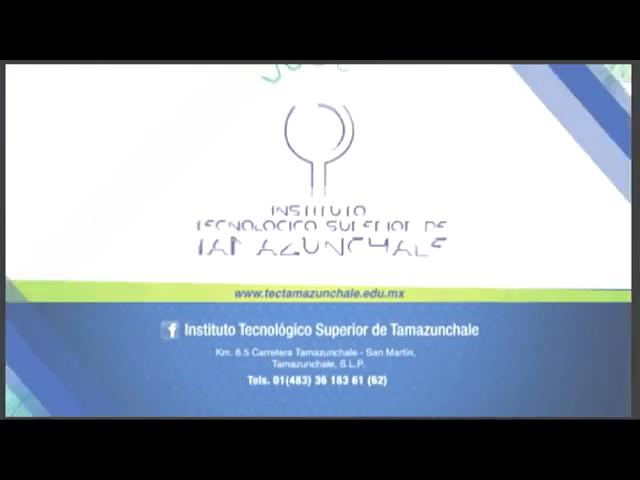 INSTITUTO
TECNOLOGICO SUPERIOR DE
TAMAZUNCHALE
www.tectamazunchale.edu.mx
f Instituto Tecnológico Superior de Tamazunchale
Km. 6.5 Carretera Tamazunchale - San Martín,
Tamazunchale, S.L.P.
Tels. 01(483) 36 183 61 (62)